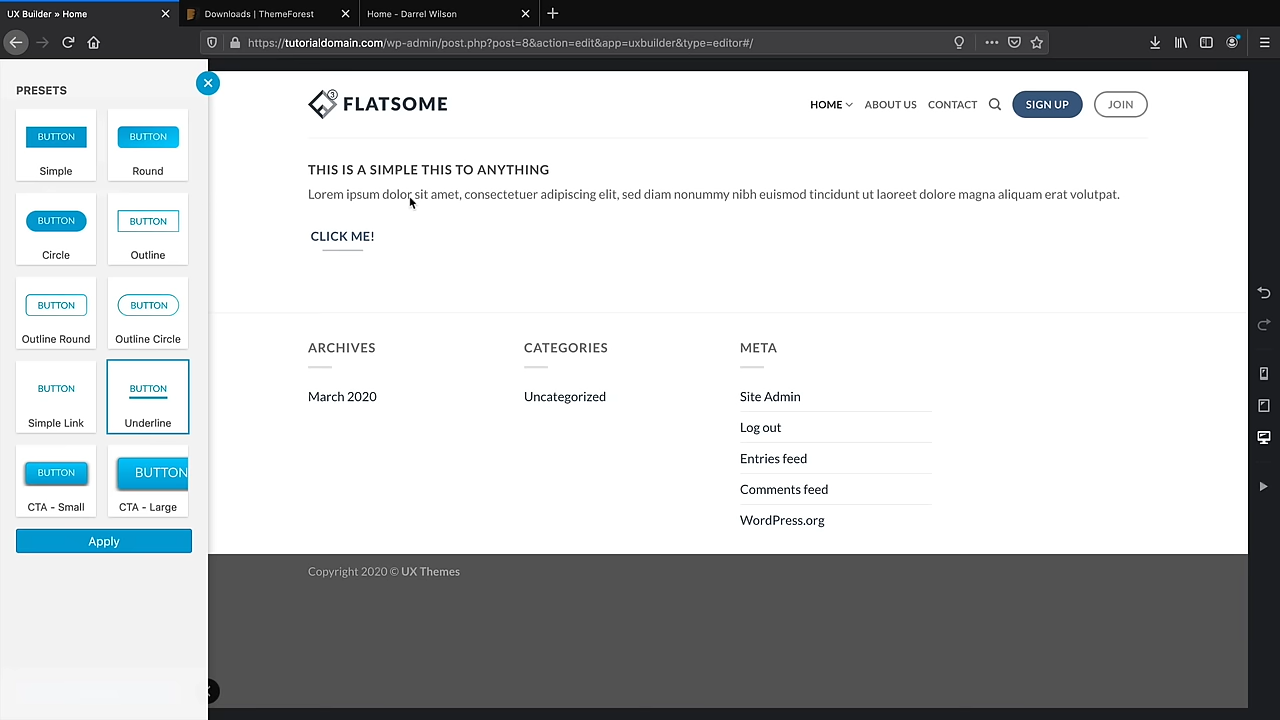 UX Builder » Home
Downloads | ThemeForest
Home - Darrel Wilson
https://tutorialdomain.com/wp-admin/post.php?post=8&action=edit&app=uxbuilder&type=editor#/
PRESETS
BUTTON
Simple
BUTTON
Round
BUTTON
Circle
BUTTON
Outline
BUTTON
Outline Round
BUTTON
Outline Circle
BUTTON
Simple Link
BUTTON
Underline
BUTTON
CTA - Small
BUTTON
CTA - Large
Apply
FLATSOME
3
HOME
ABOUT US
CONTACT
SIGN UP
JOIN
THIS IS A SIMPLE THIS TO ANYTHING
Lorem ipsum dolor sit amet, consectetuer adipiscing elit, sed diam nonummy nibh euismod tincidunt ut laoreet dolore magna aliquam erat volutpat.
CLICK ME!
ARCHIVES
March 2020
CATEGORIES
Uncategorized
META
Site Admin
Log out
Entries feed
Comments feed
WordPress.org
Copyright 2020 © UX Themes